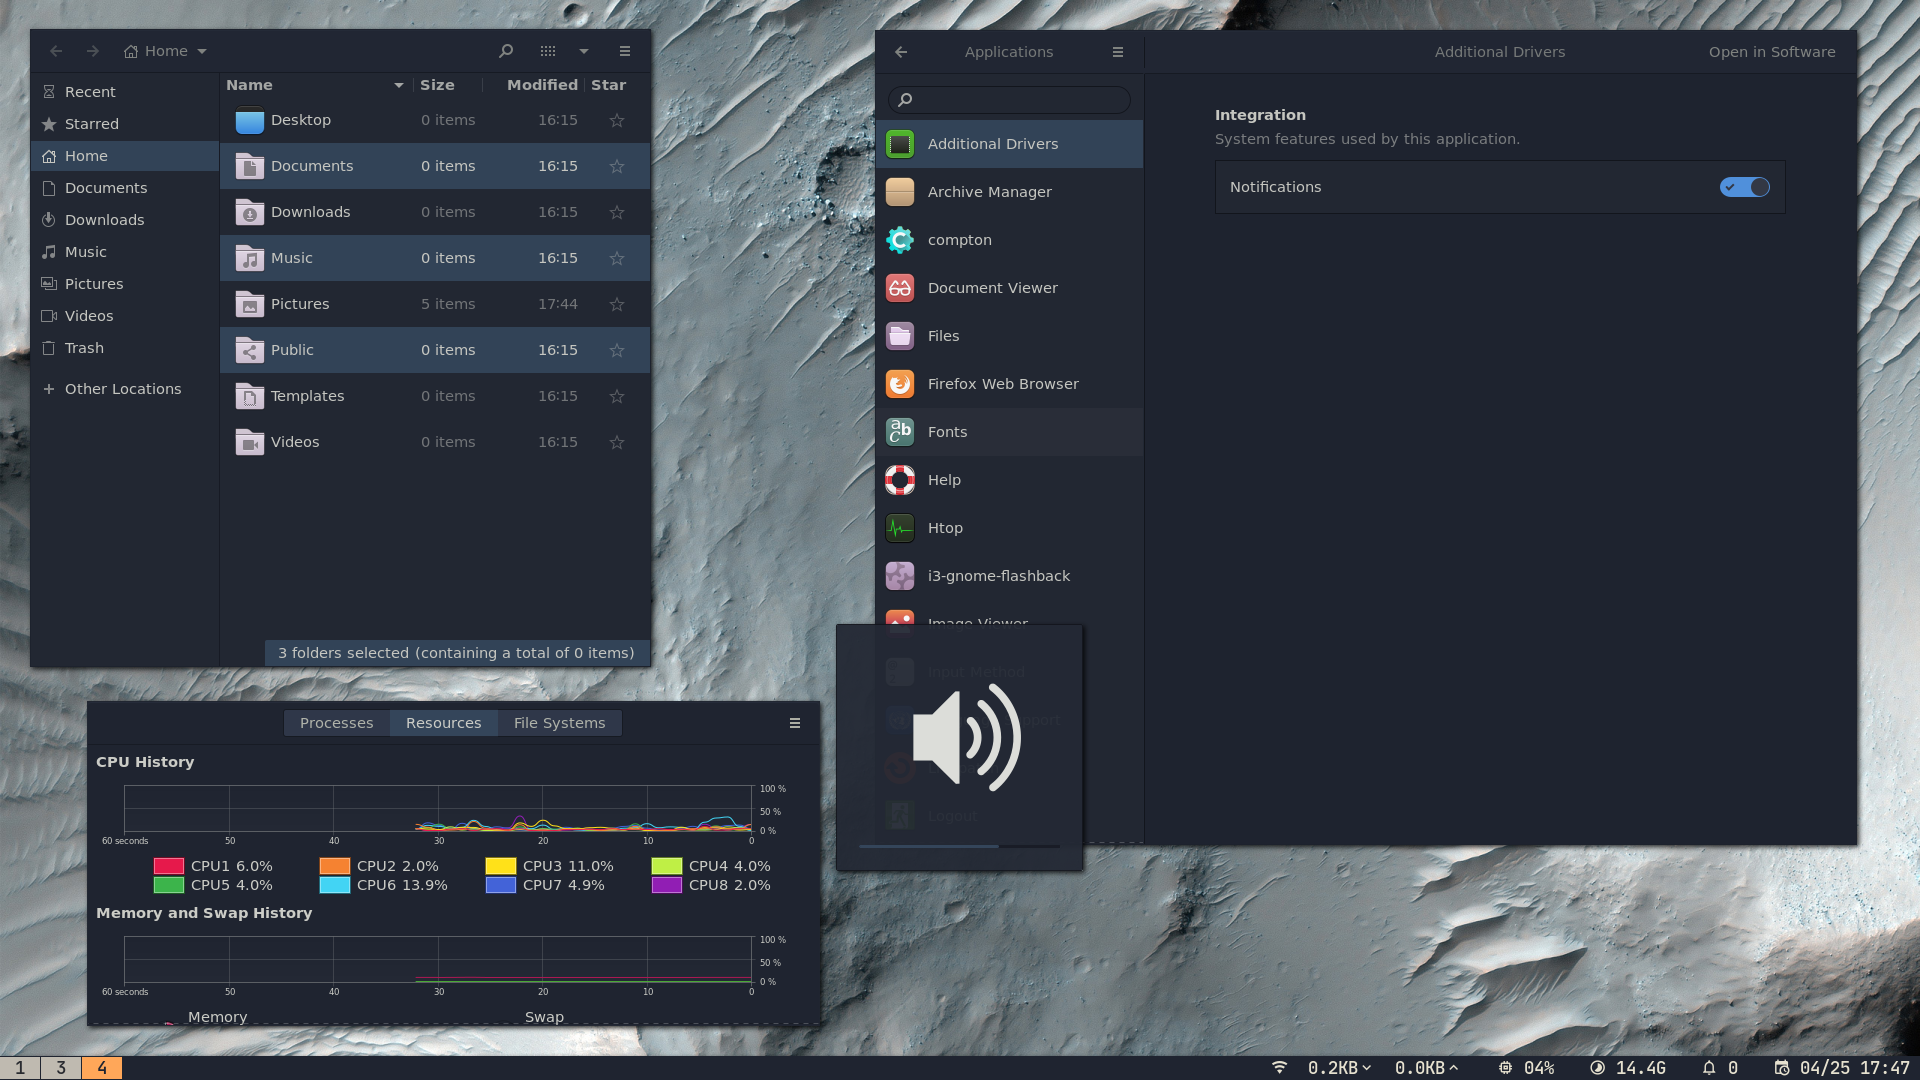 Home
Recent
Starred
Home
Documents
Downloads
Music
Pictures
Videos
Trash
Other Locations
Name Size Modified Star
Desktop 0 items 16:15
Documents 0 items 16:15
Downloads 0 items 16:15
Music 0 items 16:15
Pictures 5 items 17:44
Public 0 items 16:15
Templates 0 items 16:15
Videos 0 items 16:15
3 folders selected (containing a total of 0 items)
Applications
Additional Drivers
Open in Software
Additional Drivers
Archive Manager
compton
Document Viewer
Files
Firefox Web Browser
Fonts
Help
Htop
i3-gnome-flashback
Image Viewer
Input Method
Logout
Integration
System features used by this application.
Notifications
Processes Resources File Systems
CPU History
100 %
50 %
0 %
60 seconds 50 40 30 20 10 0
CPU1 6.0% CPU2 2.0% CPU3 11.0% CPU4 4.0%
CPU5 4.0% CPU6 13.9% CPU7 4.9% CPU8 2.0%
Memory and Swap History
100 %
50 %
0 %
60 seconds 50 40 30 20 10 0
Memory Swap
1 3 4
0.2KB 0.0KB 04% 14.4G 0 04/25 17:47